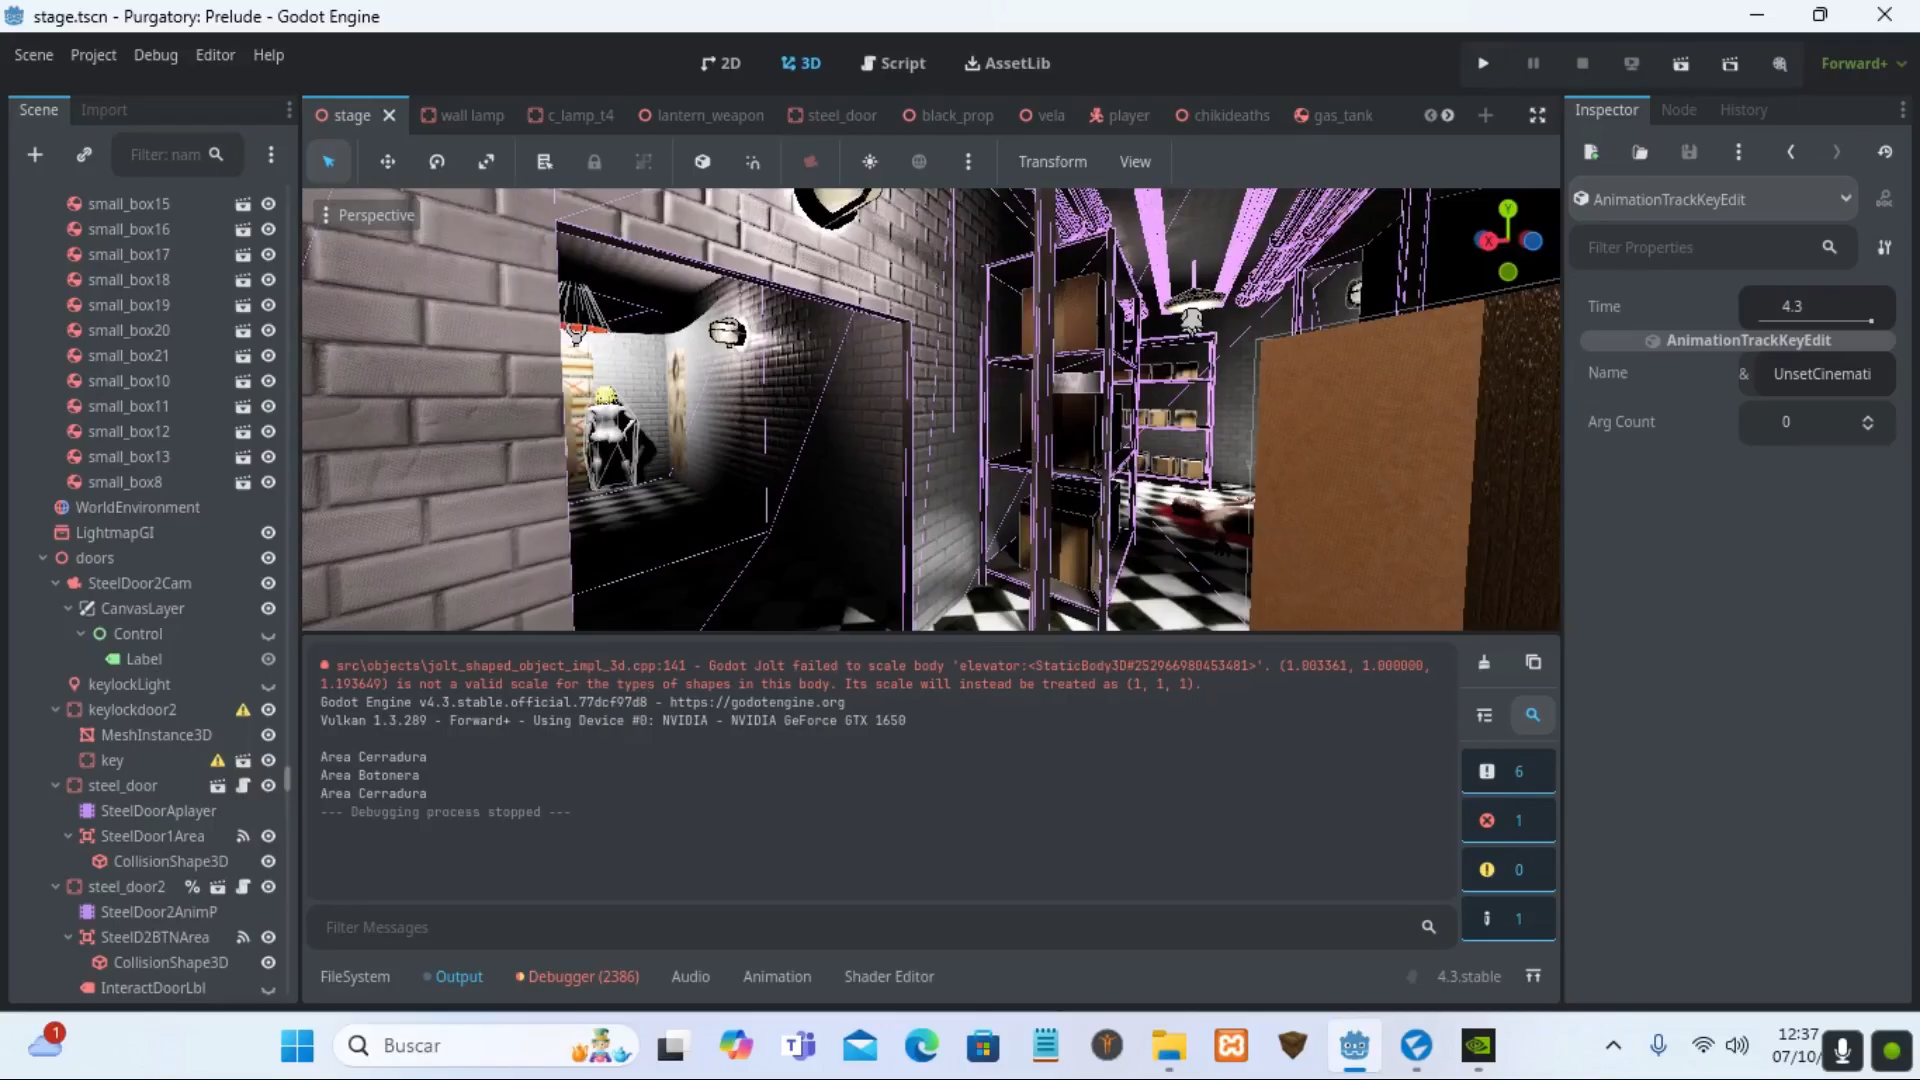 stage.tscn - Purgatory: Prelude - Godot Engine
Scene Project Debug Editor Help
2D 3D Script AssetLib
Forward+
Scene Import
stage wall lamp c_lamp_t4 lantern_weapon steel_door black_prop vela player chikideaths gas_tank
Inspector Node History
Filter: nam
Transform View
Perspective
Y
X
AnimationTrackKeyEdit
Filter Properties
Time 4.3
AnimationTrackKeyEdit
Name & UnsetCinemati
Arg Count 0
small_box15
small_box16
small_box17
small_box18
small_box19
small_box20
small_box21
small_box10
small_box11
small_box12
small_box13
small_box8
WorldEnvironment
LightmapGI
doors
SteelDoor2Cam
CanvasLayer
Control
Label
keylockLight
keylockdoor2
MeshInstance3D
key
steel_door
SteelDoorAplayer
SteelDoor1Area
CollisionShape3D
steel_door2 %
SteelDoor2AnimP
SteelD2BTNArea
CollisionShape3D
InteractDoorLbl
src\objects\jolt_shaped_object_impl_3d.cpp:141 - Godot Jolt failed to scale body 'elevator:<StaticBody3D#252966980453481>'. (1.003361, 1.000000,
1.193649) is not a valid scale for the types of shapes in this body. Its scale will instead be treated as (1, 1, 1).
Godot Engine v4.3.stable.official.77dcf97d8 - https://godotengine.org
Vulkan 1.3.289 - Forward+ - Using Device #0: NVIDIA - NVIDIA GeForce GTX 1650
Area Cerradura
Area Botonera
Area Cerradura
--- Debugging process stopped ---
6
1
0
1
Filter Messages
FileSystem Output Debugger (2386) Audio Animation Shader Editor 4.3.stable
1
Buscar
12:37
07/10/